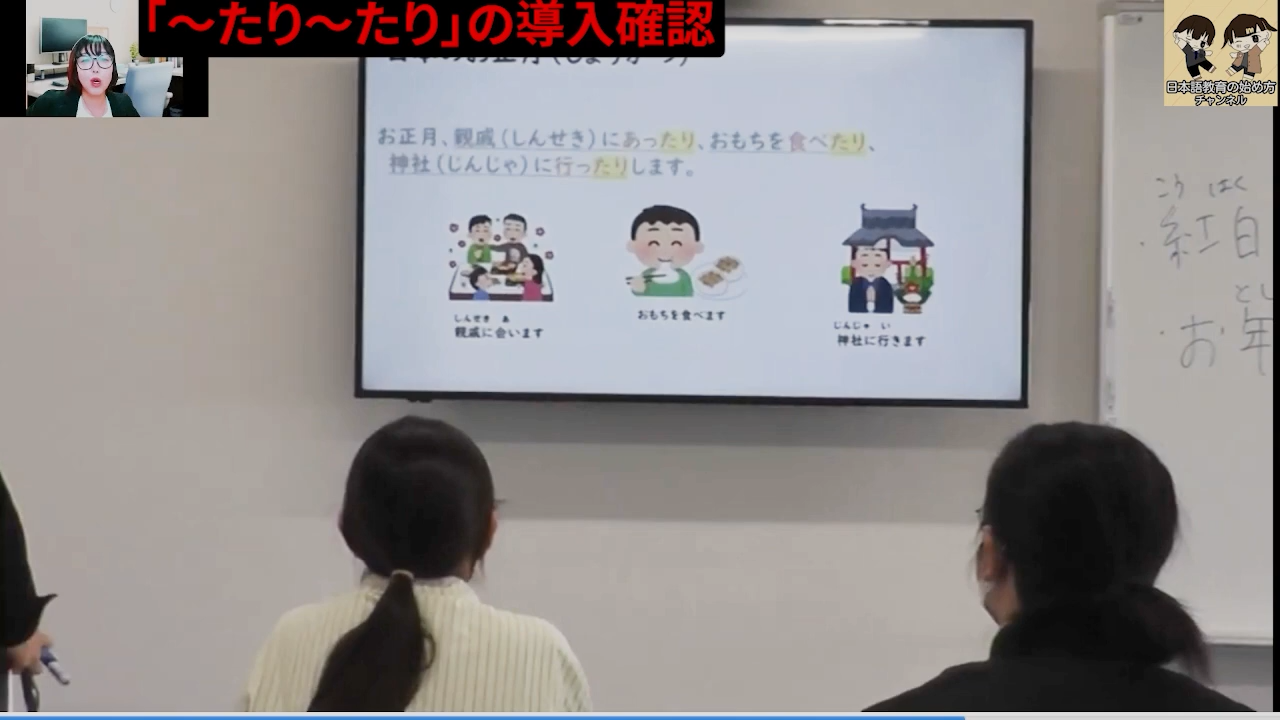 「～たり～たり」の導入確認
日本語教育の始め方
チャンネル
お正月、親戚(しんせき)にあったり、おもちを食べたり、
神社(じんじゃ)に行ったりします。
しんせき あ
親戚に会います
おもちを食べます
じんじゃ い
神社に行きます
こう はく
・紅白
とし
・お年